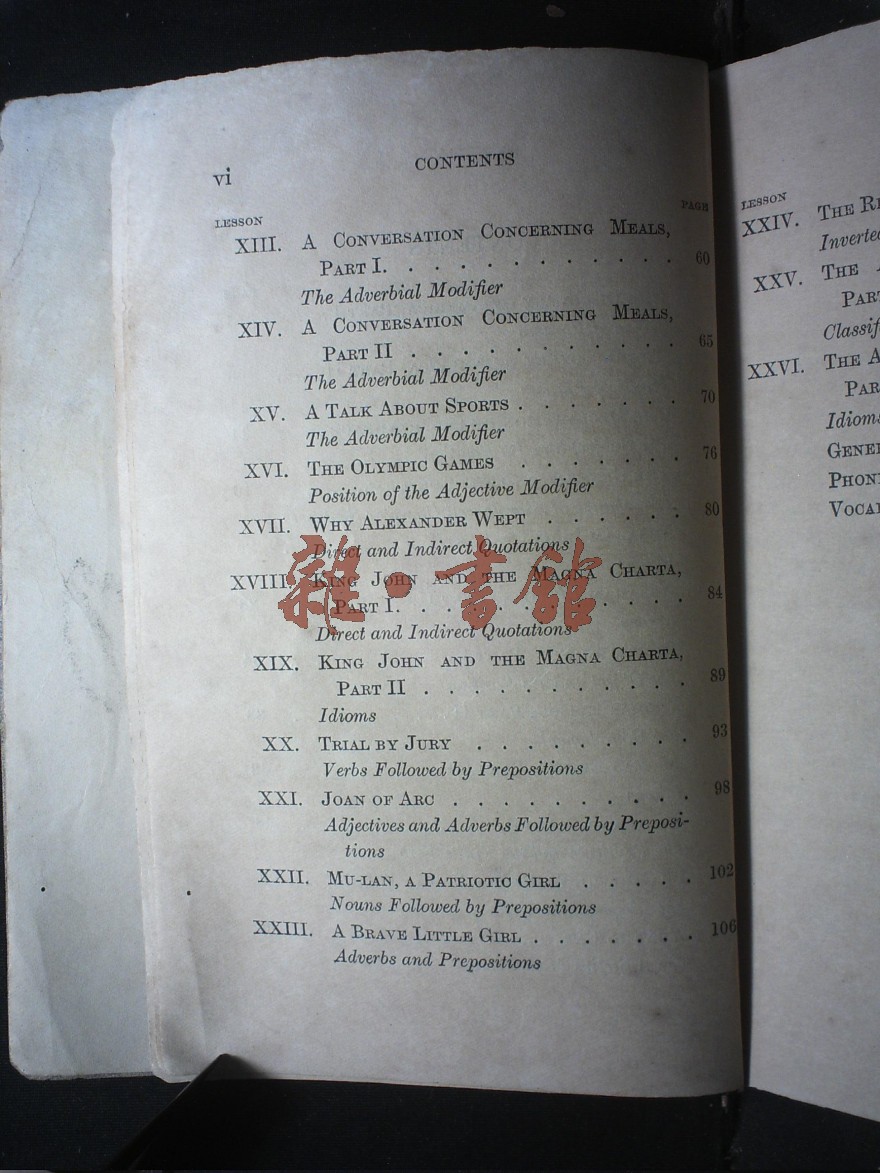 vi
CONTENTS
LESSON
PAGE
XIII. A CONVERSATION CONCERNING MEALS,
PART I. . . . . . . . . . . . 60
The Adverbial Modifier
XIV. A CONVERSATION CONCERNING MEALS,
PART II . . . . . . . . . . . 65
The Adverbial Modifier
XV. A TALK ABOUT SPORTS . . . . . . . 70
The Adverbial Modifier
XVI. THE OLYMPIC GAMES . . . . . . . 76
Position of the Adjective Modifier
XVII. WHY ALEXANDER WEPT . . . . . . 80
Direct and Indirect Quotations
XVIII. KING JOHN AND THE MAGNA CHARTA,
PART I. . . . . . . . . . . . 84
Direct and Indirect Quotations
XIX. KING JOHN AND THE MAGNA CHARTA,
PART II . . . . . . . . . . . 89
Idioms
XX. TRIAL BY JURY . . . . . . . . . 93
Verbs Followed by Prepositions
XXI. JOAN OF ARC . . . . . . . . . . 98
Adjectives and Adverbs Followed by Preposi-
tions
XXII. MU-LAN, A PATRIOTIC GIRL . . . . . 102
Nouns Followed by Prepositions
XXIII. A BRAVE LITTLE GIRL . . . . . . . 106
Adverbs and Prepositions
雜·書館
LESSON
XXIV. THE
XXV. THE
XXVI. THE
Idioms